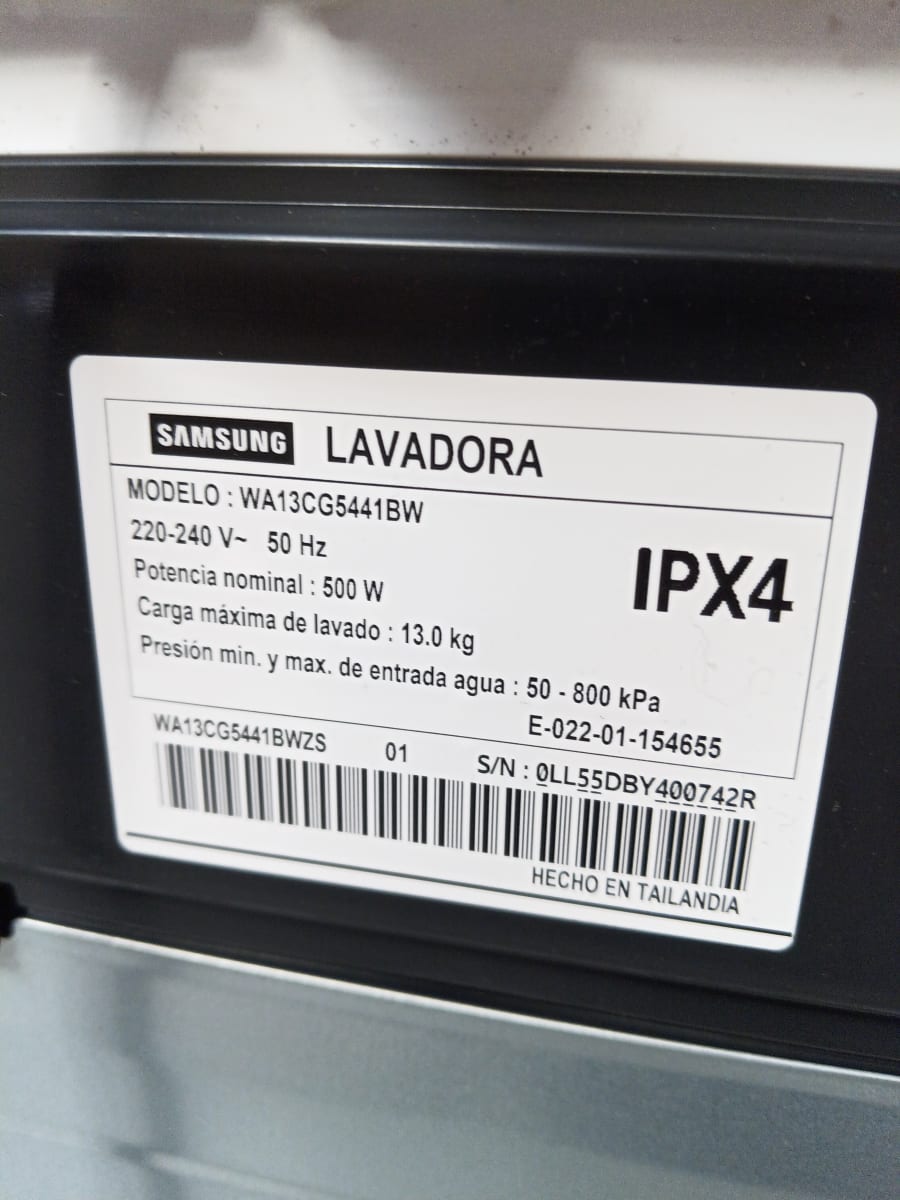 SAMSUNG LAVADORA
MODELO : WA13CG5441BW
220-240 V~ 50 Hz
IPX4
Potencia nominal : 500 W
Carga máxima de lavado : 13.0 kg
Presión min. y max. de entrada agua : 50 - 800 kPa
E-022-01-154655
WA13CG5441BWZS 01 S/N : 0LL55DBY400742R
HECHO EN TAILANDIA